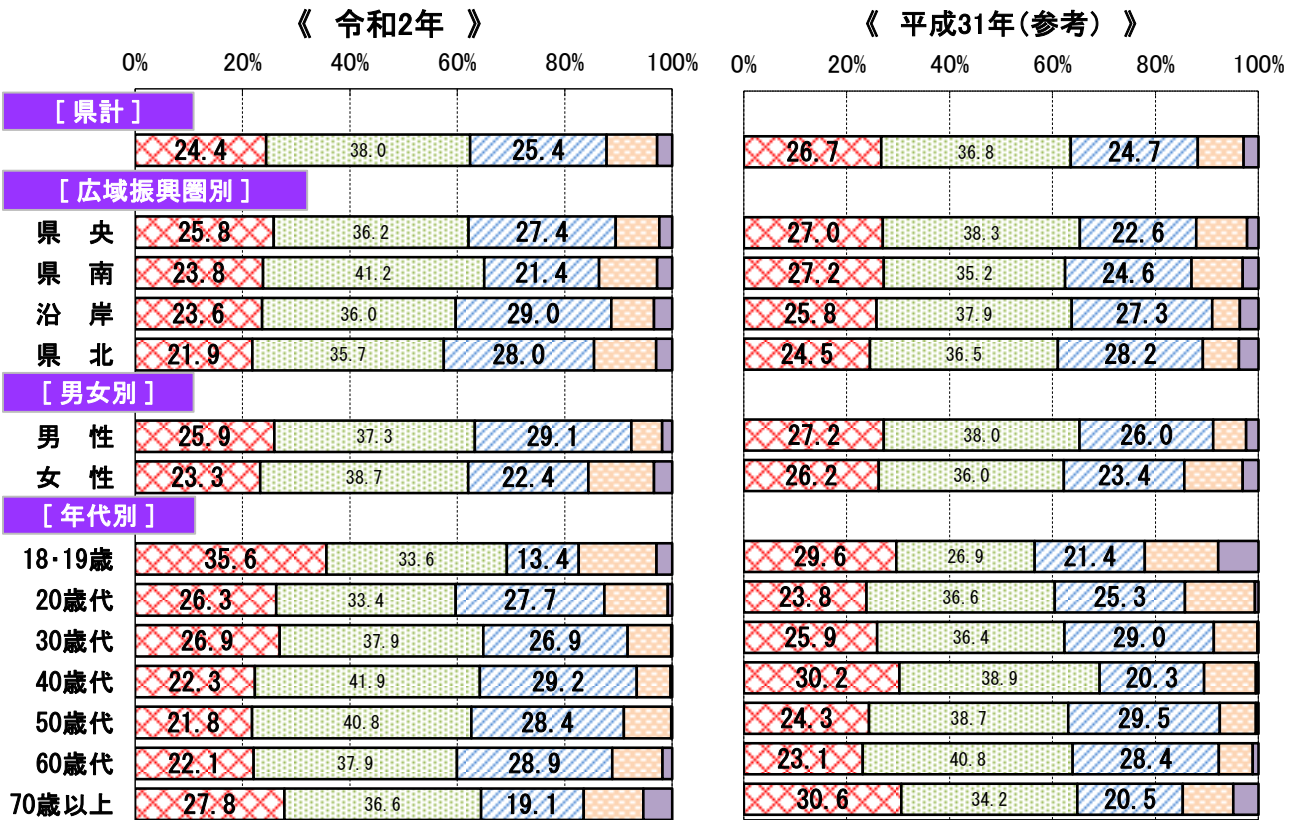 《 令和2年 》 《 平成31年(参考) 》
0% 20% 40% 60% 80% 100% 0% 20% 40% 60% 80% 100%
[ 県計 ]
24.4 38.0 25.4 26.7 36.8 24.7
[ 広域振興圏別 ]
県 央 25.8 36.2 27.4 27.0 38.3 22.6
県 南 23.8 41.2 21.4 27.2 35.2 24.6
沿 岸 23.6 36.0 29.0 25.8 37.9 27.3
県 北 21.9 35.7 28.0 24.5 36.5 28.2
[ 男女別 ]
男 性 25.9 37.3 29.1 27.2 38.0 26.0
女 性 23.3 38.7 22.4 26.2 36.0 23.4
[ 年代別 ]
18・19歳 35.6 33.6 13.4 29.6 26.9 21.4
20歳代 26.3 33.4 27.7 23.8 36.6 25.3
30歳代 26.9 37.9 26.9 25.9 36.4 29.0
40歳代 22.3 41.9 29.2 30.2 38.9 20.3
50歳代 21.8 40.8 28.4 24.3 38.7 29.5
60歳代 22.1 37.9 28.9 23.1 40.8 28.4
70歳以上 27.8 36.6 19.1 30.6 34.2 20.5